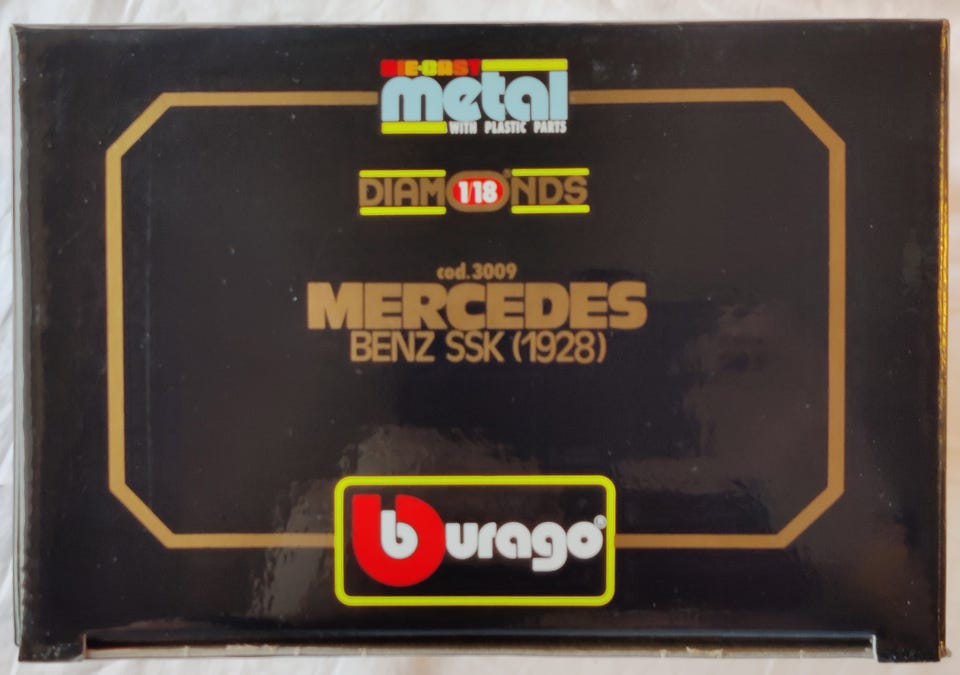 DIE-CAST
metal
WITH PLASTIC PARTS
DIAM 1/18 NDS
cod.3009
MERCEDES
BENZ SSK (1928)
burago®